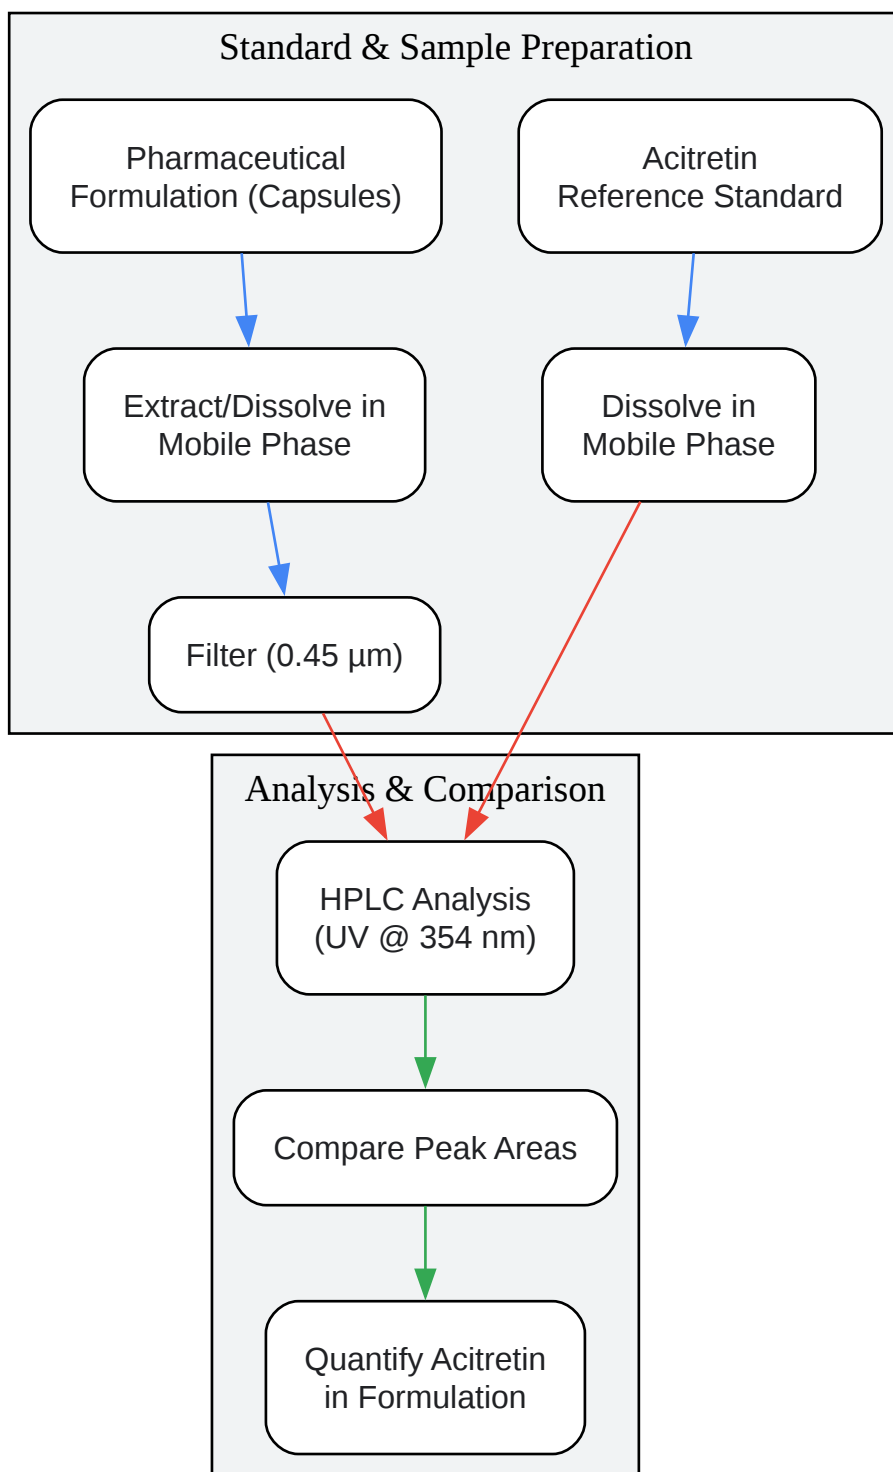 Standard & Sample Preparation
Pharmaceutical
Formulation (Capsules)
Acitretin
Reference Standard
Extract/Dissolve in
Mobile Phase
Dissolve in
Mobile Phase
Filter (0.45 µm)
Analysis & Comparison
HPLC Analysis
(UV @ 354 nm)
Compare Peak Areas
Quantify Acitretin
in Formulation